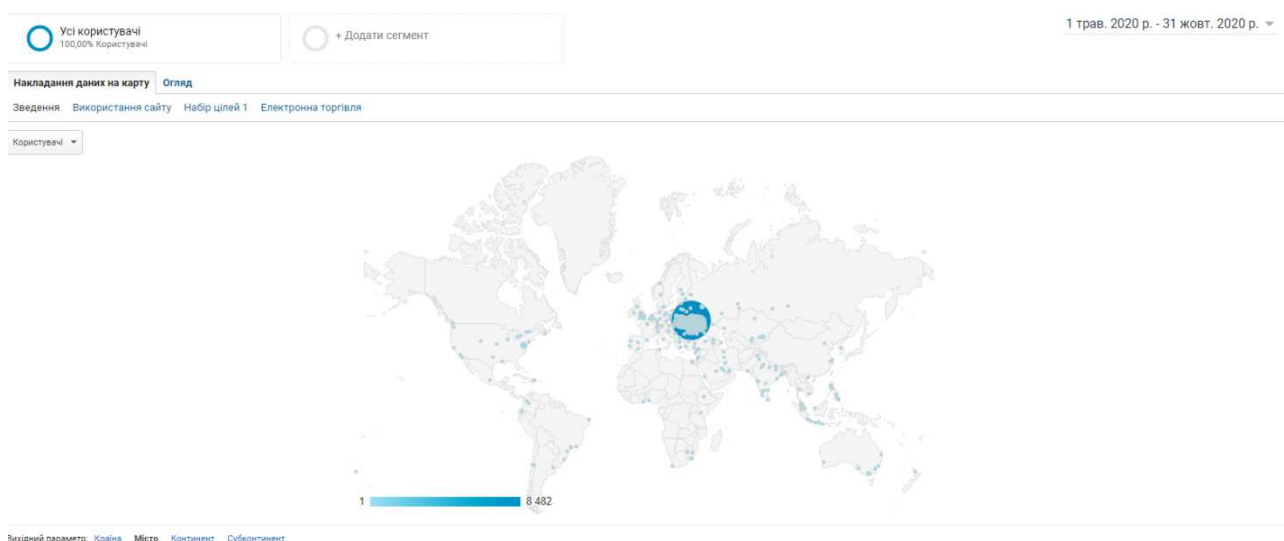 Усі користувачі
100,00% Користувачі
+ Додати сегмент
1 трав. 2020 р. - 31 жовт. 2020 р.
Накладання даних на карту Огляд
Зведення Використання сайту Набір цілей 1 Електронна торгівля
Користувачі
1 8 482
Вихідний параметр: Країна Місто Континент Субконтинент